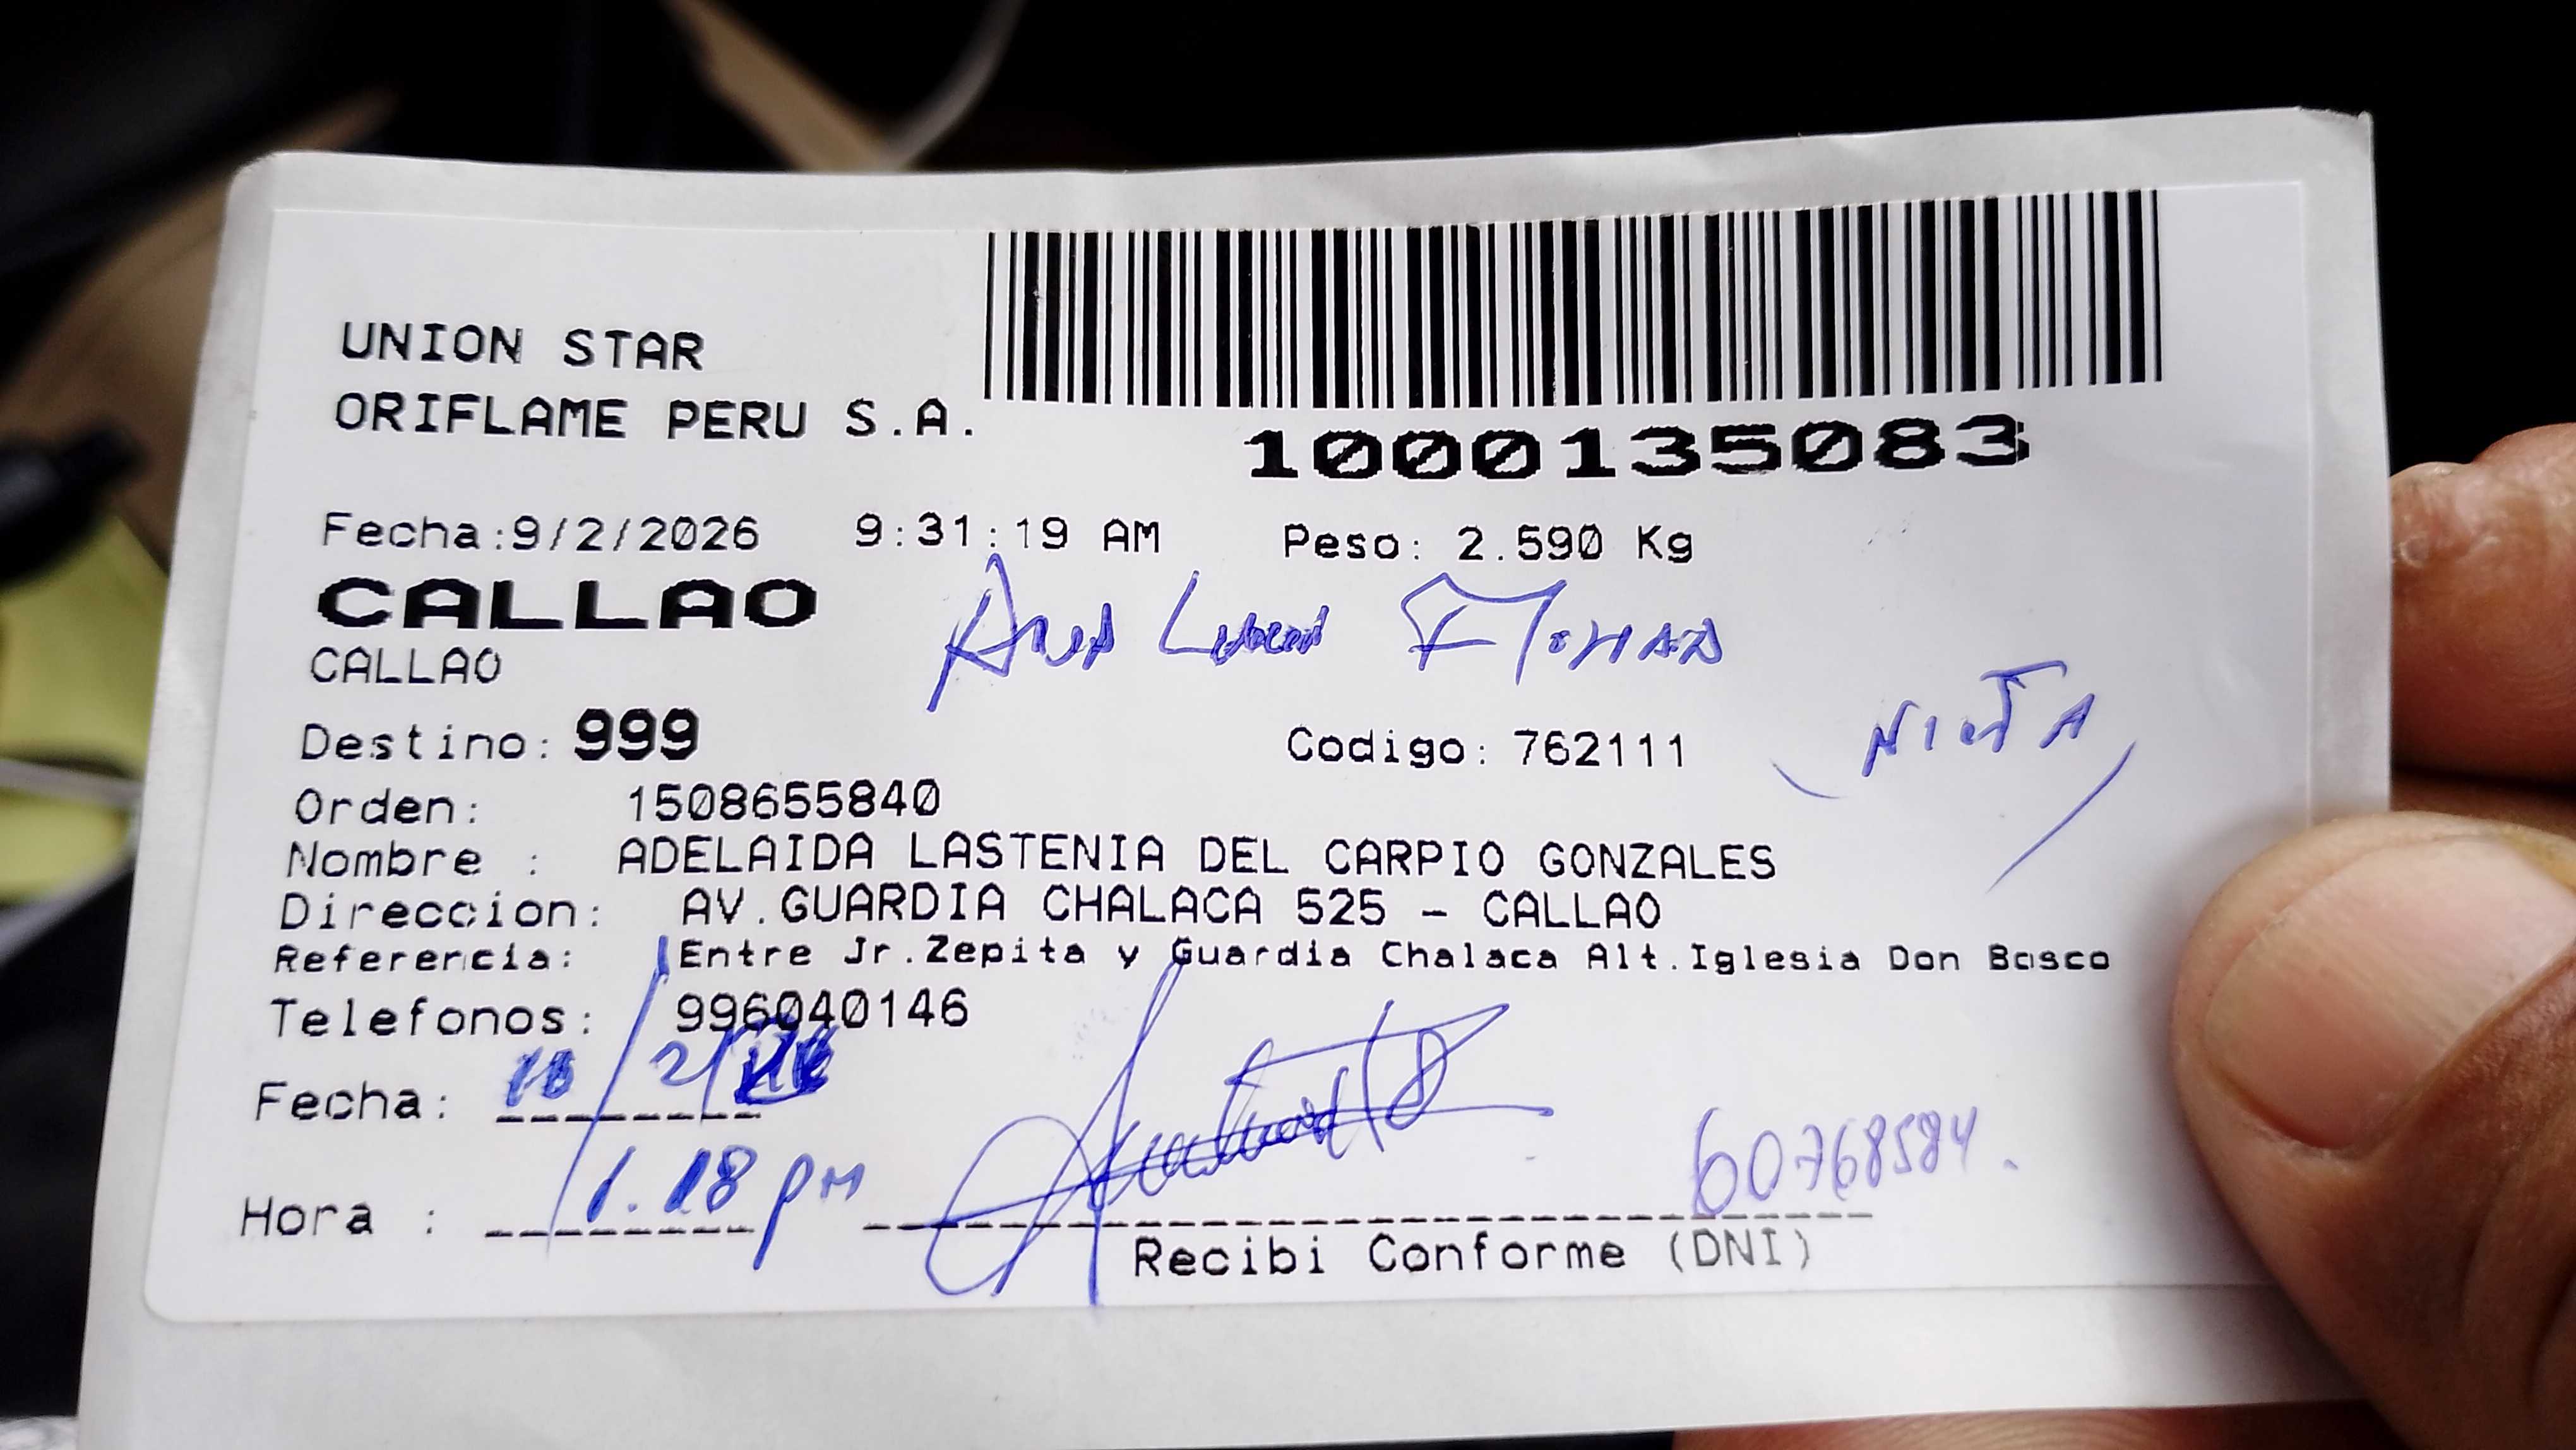 UNION STAR
ORIFLAME PERU S.A.
1000135083
Fecha:9/2/2026 9:31:19 AM Peso: 2.590 Kg
CALLAO
CALLAO
Destino: 999 Codigo: 762111
Orden: 1508655840
Nombre : ADELAIDA LASTENIA DEL CARPIO GONZALES
Direccion: AV.GUARDIA CHALACA 525 - CALLAO
Referencia: Entre Jr.Zepita y Guardia Chalaca Alt.Iglesia Don Bosco
Telefonos: 996040146
Fecha: 10/2/
Hora : 1.18 pm 60768584.
Recibi Conforme (DNI)